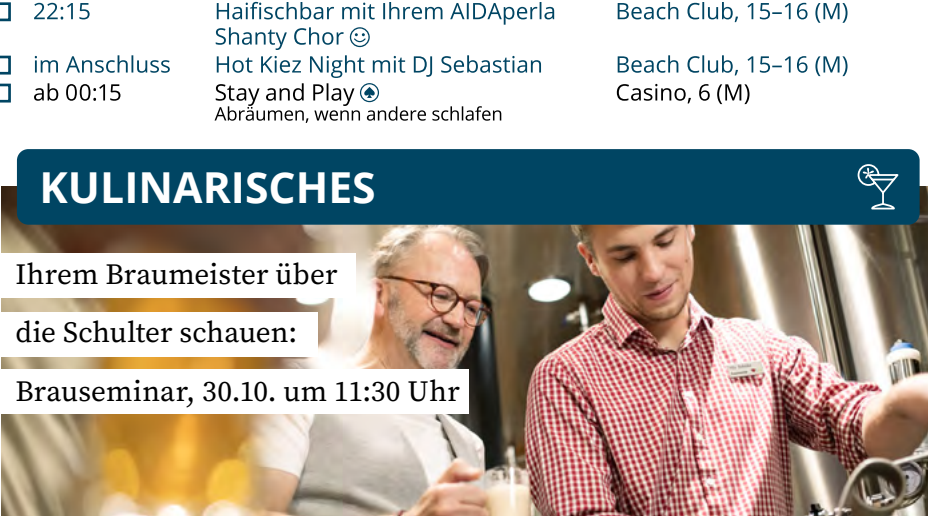 22:15 Haifischbar mit Ihrem AIDAperla Beach Club, 15–16 (M)
Shanty Chor
im Anschluss Hot Kiez Night mit DJ Sebastian Beach Club, 15–16 (M)
ab 00:15 Stay and Play Casino, 6 (M)
Abräumen, wenn andere schlafen
KULINARISCHES
Ihrem Braumeister über
die Schulter schauen:
Brauseminar, 30.10. um 11:30 Uhr